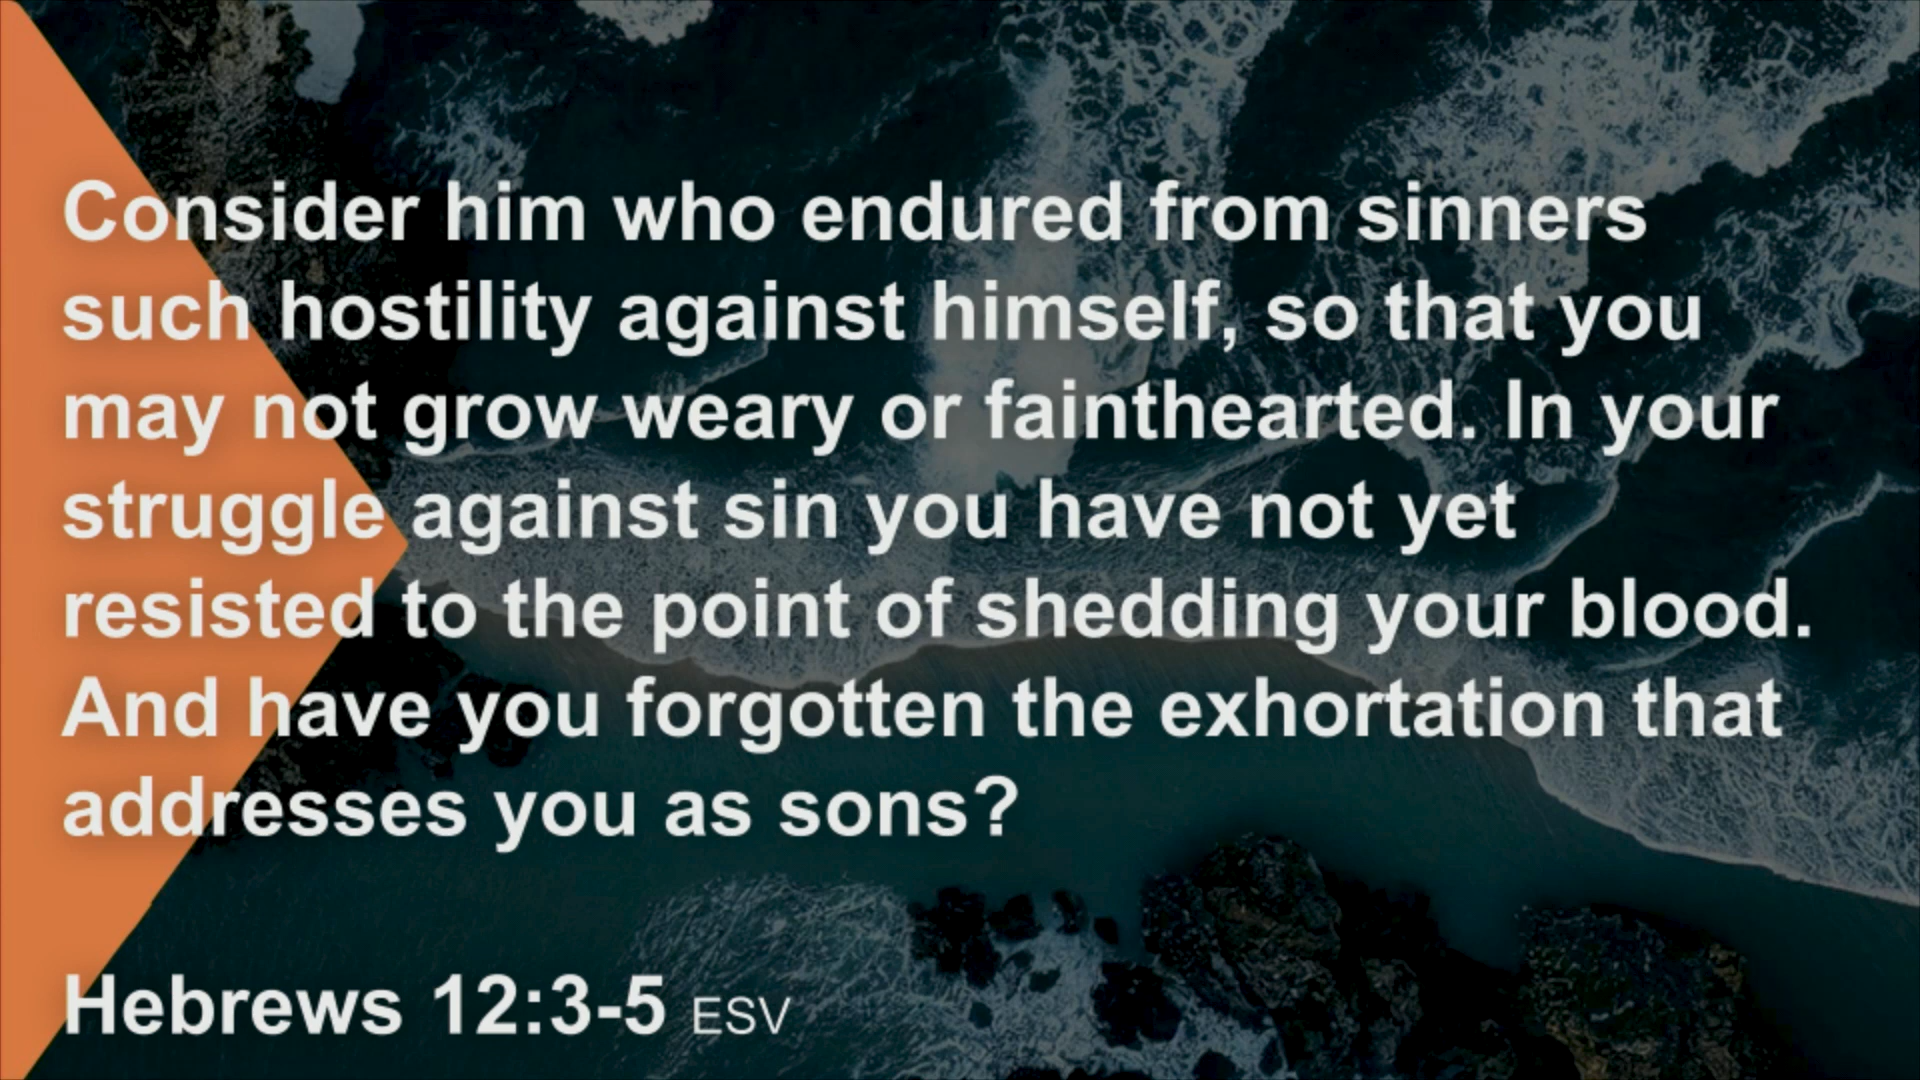 Consider him who endured from sinners
such hostility against himself, so that you
may not grow weary or fainthearted. In your
struggle against sin you have not yet
resisted to the point of shedding your blood.
And have you forgotten the exhortation that
addresses you as sons?
Hebrews 12:3-5 ESV